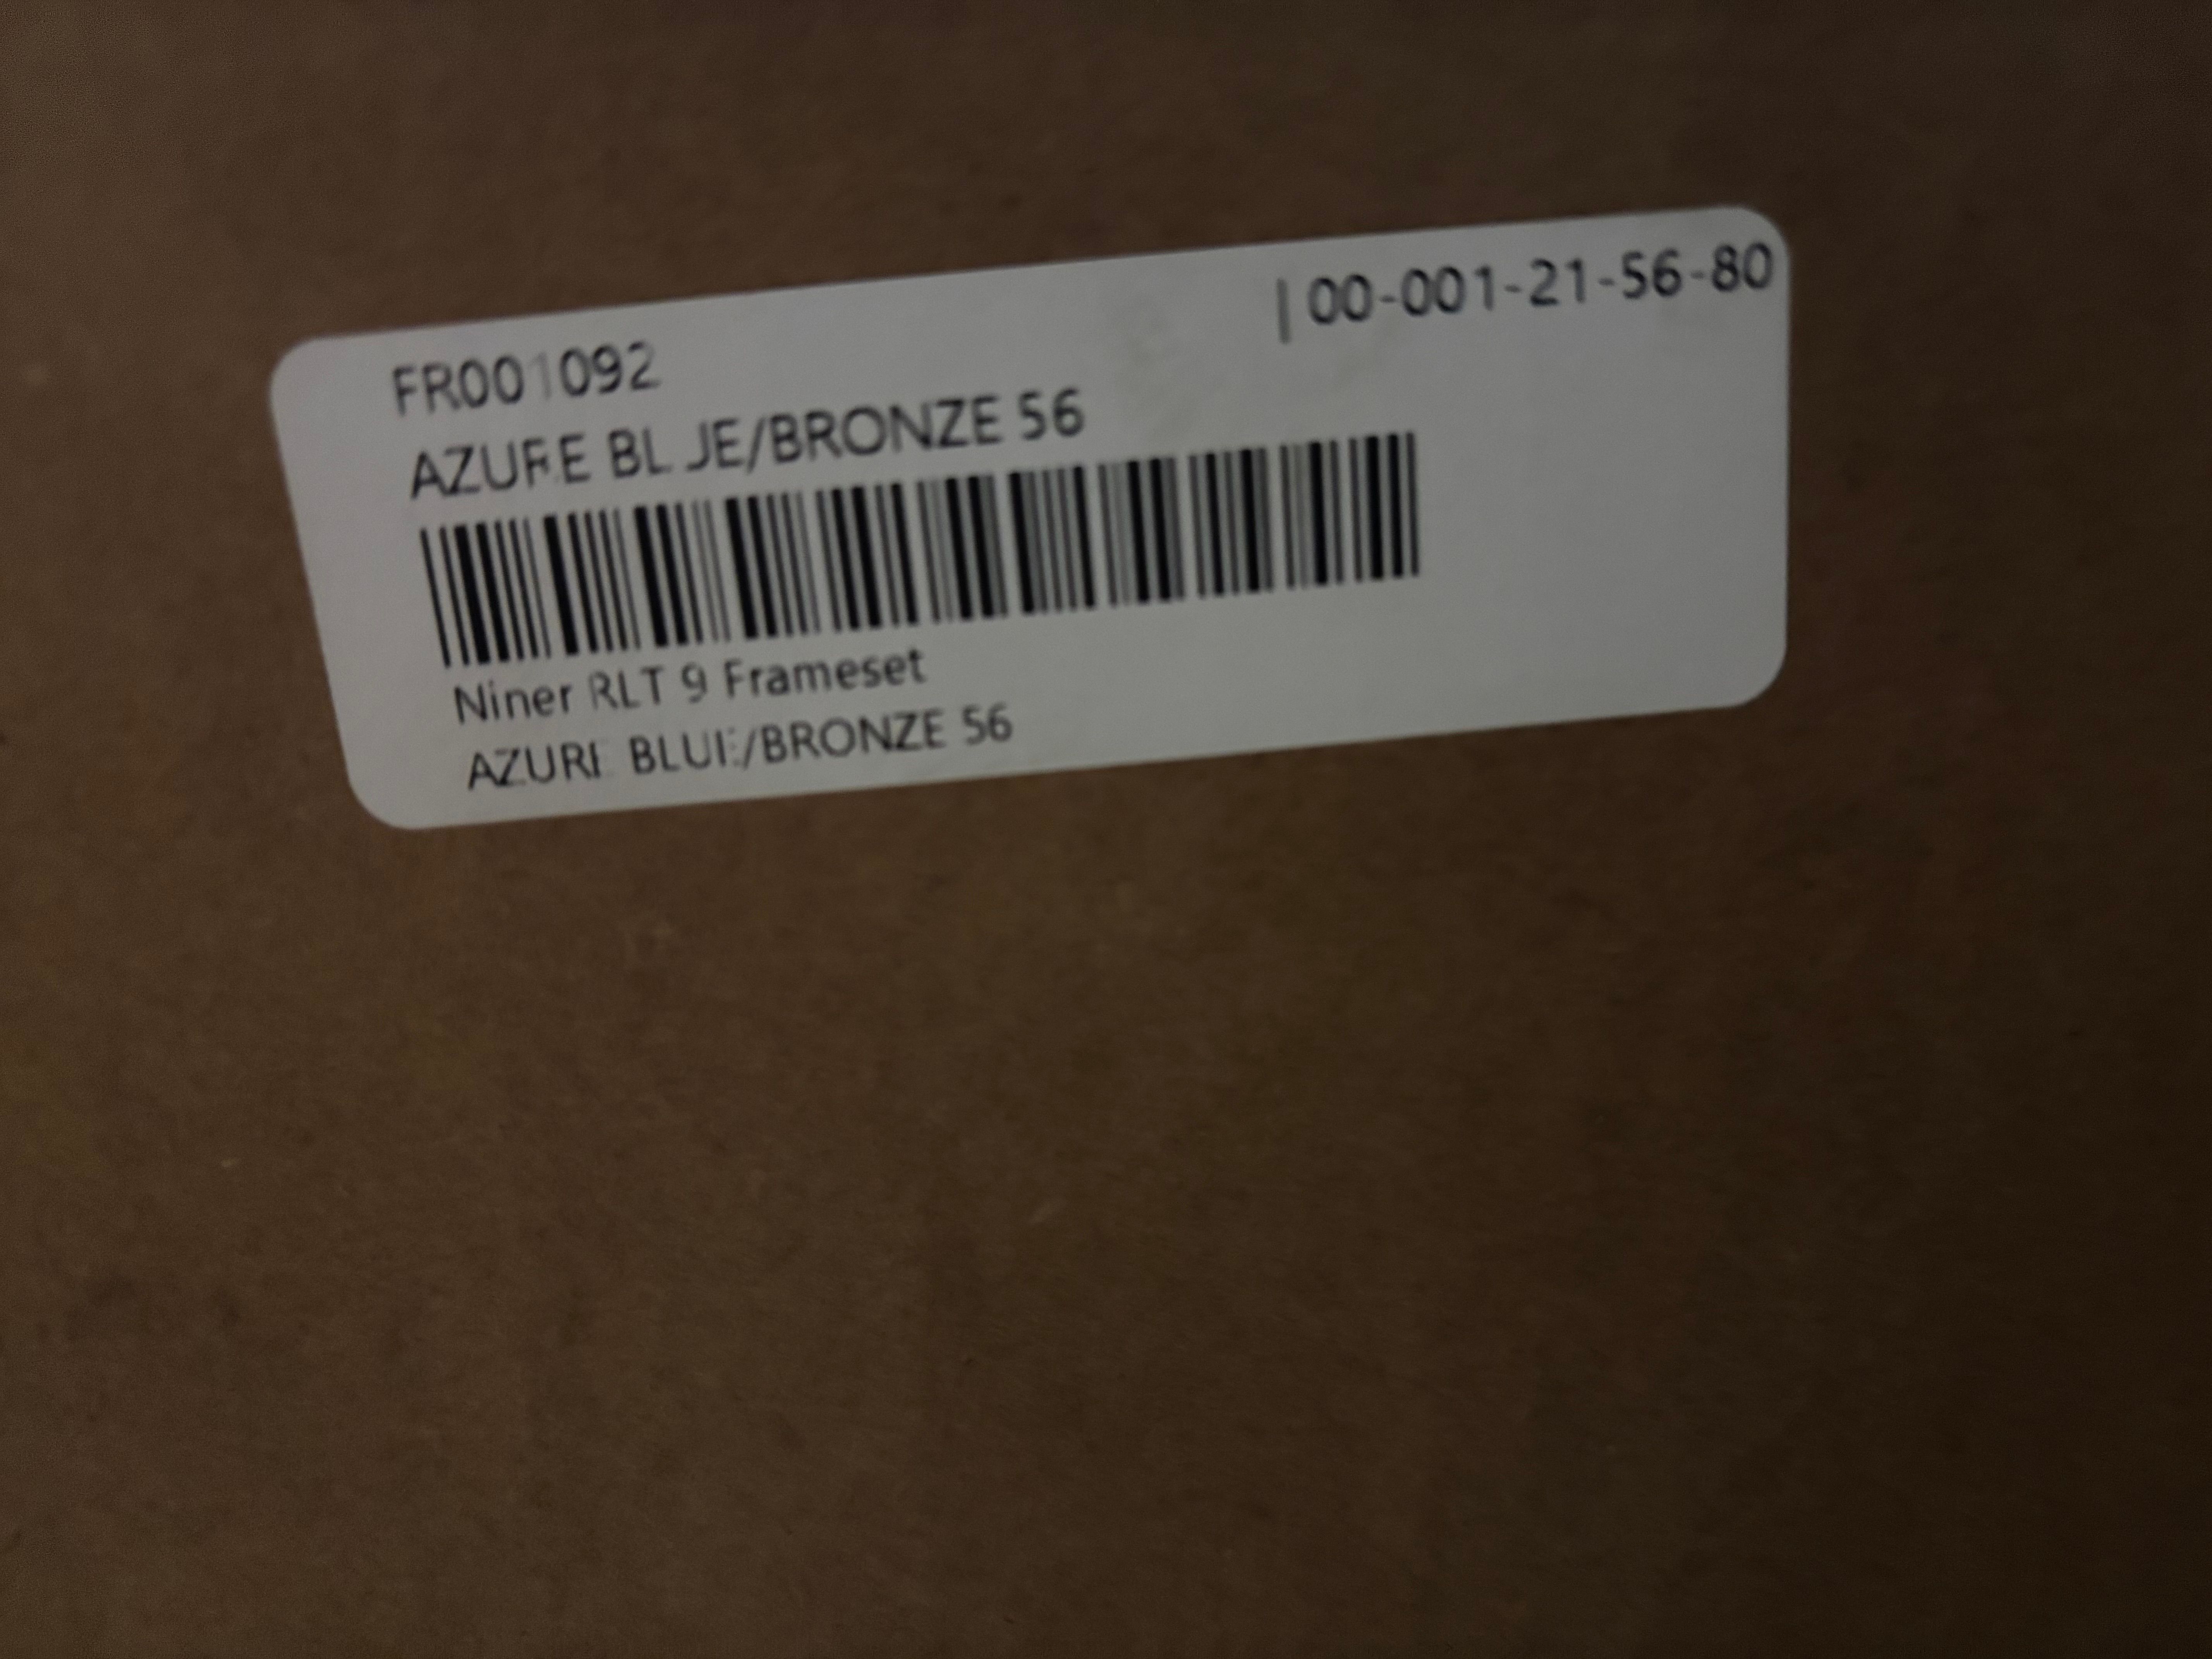 FR001092 | 00-001-21-56-80
AZURE BLUE/BRONZE 56
Niner RLT 9 Frameset
AZURE BLUE/BRONZE 56